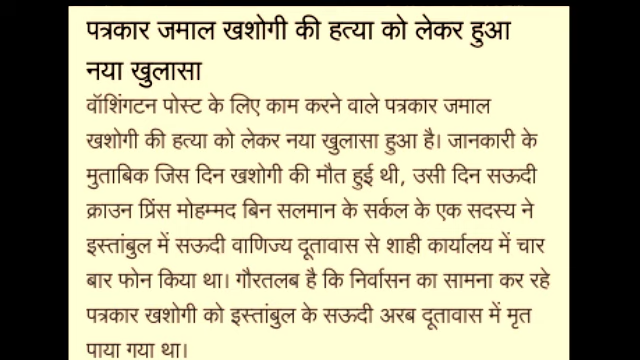 पत्रकार जमाल खशोगी की हत्या को लेकर हुआ
नया खुलासा
वॉशिंगटन पोस्ट के लिए काम करने वाले पत्रकार जमाल
खशोगी की हत्या को लेकर नया खुलासा हुआ है। जानकारी के
मुताबिक जिस दिन खशोगी की मौत हुई थी, उसी दिन सऊदी
क्राउन प्रिंस मोहम्मद बिन सलमान के सर्कल के एक सदस्य ने
इस्तांबुल में सऊदी वाणिज्य दूतावास से शाही कार्यालय में चार
बार फोन किया था। गौरतलब है कि निर्वासन का सामना कर रहे
पत्रकार खशोगी को इस्तांबुल के सऊदी अरब दूतावास में मृत
पाया गया था।